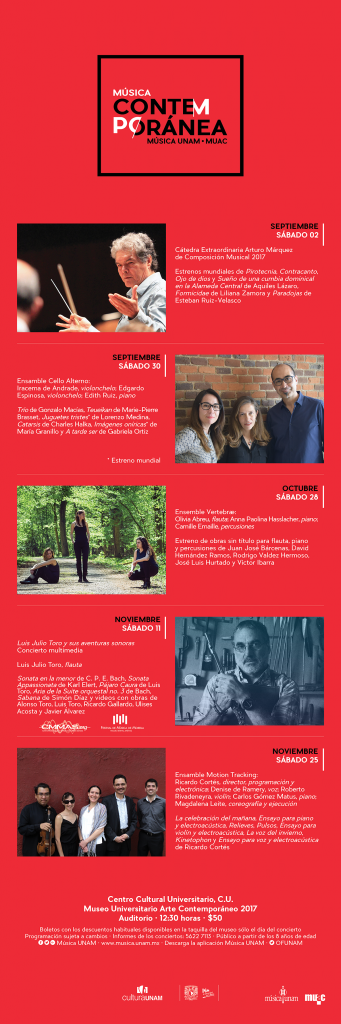 MÚSICA
CONTEM
PORÁNEA
MÚSICA UNAM • MUAC
SEPTIEMBRE
SÁBADO 02
Cátedra Extraordinaria Arturo Márquez
de Composición Musical 2017
Estrenos mundiales de Pirotecnia, Contracanto,
Ojo de dios y Sueño de una cumbia dominical
en la Alameda Central de Aquiles Lázaro,
Formicidae de Liliana Zamora y Paradojas de
Esteban Ruiz-Velasco
SEPTIEMBRE
SÁBADO 30
Ensamble Cello Alterno:
Iracema de Andrade, violonchelo; Edgardo
Espinosa, violonchelo; Edith Ruiz, piano
Trío de Gonzalo Macías, Teueikan de Marie-Pierre
Brasset, Juguetes tristes* de Lorenzo Medina,
Catarsis de Charles Halka, Imágenes oníricas* de
María Granillo y A tarde ser de Gabriela Ortiz
* Estreno mundial
OCTUBRE
SÁBADO 28
Ensamble Vertebræ:
Olivia Abreu, flauta; Anna Paolina Hasslacher, piano;
Camille Emaille, percusiones
Estreno de obras sin título para flauta, piano
y percusiones de Juan José Bárcenas, David
Hernández Ramos, Rodrigo Valdez Hermoso,
José Luis Hurtado y Víctor Ibarra
NOVIEMBRE
SÁBADO 11
Luis Julio Toro y sus aventuras sonoras
Concierto multimedia
Luis Julio Toro, flauta
Sonata en la menor de C. P. E. Bach, Sonata
Appassionata de Karl Elert, Pájaro Caura de Luis
Toro, Aria de la Suite orquestal no. 3 de Bach,
Sabana de Simón Díaz y videos con obras de
Alonso Toro, Luis Toro, Ricardo Gallardo, Ulises
Acosta y Javier Álvarez
CMMAS.org
NOVIEMBRE
SÁBADO 25
Ensamble Motion Tracking:
Ricardo Cortés, director, programación y
electrónica; Denise de Ramery, voz; Roberto
Rivadeneyra, violín; Carlos Gómez Matus, piano;
Magdalena Leite, coreografía y ejecución
La celebración del mañana, Ensayo para piano
y electroacústica, Relieves, Pulsos, Ensayo para
violín y electroacústica, La voz del invierno,
Kinatophon y Ensayo para voz y electroacústica
de Ricardo Cortés
Centro Cultural Universitario, C.U.
Museo Universitario Arte Contemporáneo 2017
Auditorio • 12:30 horas • $50
Boletos con los descuentos habituales disponibles en la taquilla del museo sólo el día del concierto
Programación sujeta a cambios • Informes de los conciertos: 5622 7113 • Público a partir de los 8 años de edad
Música UNAM • www.musica.unam.mx • Descarga la aplicación Música UNAM • OFUNAM
culturaUNAM
músicaunam
muac